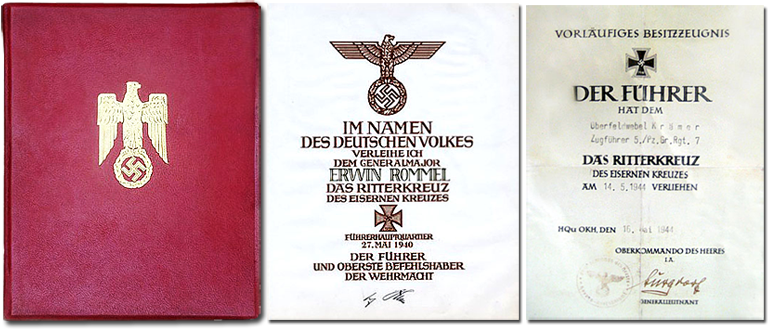 IM NAMEN
DES DEUTSCHEN VOLKES
VERLEIHE ICH
DEM GENERALMAJOR
ERWIN ROMMEL
DAS RITTERKREUZ
DES EISERNEN KREUZES
FÜHRERHAUPTQUARTIER
27. MAI 1940
DER FÜHRER
UND OBERSTE BEFEHLSHABER
DER WEHRMACHT
VORLÄUFIGES BESITZZEUGNIS
DER FÜHRER
HAT DEM
Oberfeldwebel Krämer
Zugführer 5./Pz.Gr.Rgt. 7
DAS RITTERKREUZ
DES EISERNEN KREUZES
AM 14.5.1944 VERLIEHEN
HQu OKH, DEN 16. Mai 1944
OBERKOMMANDO DES HEERES
I.A.
Burgdorf
GENERALLEUTNANT